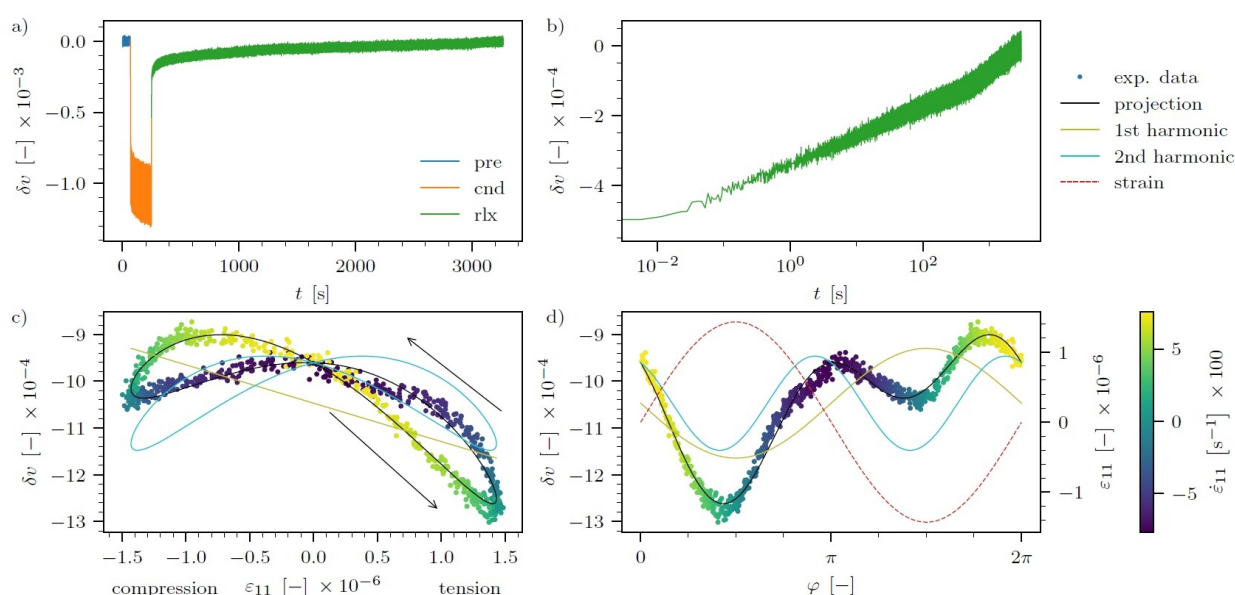 a)
δv [−] × 10⁻³
0.0
−0.5
−1.0
pre
cnd
rlx
0 1000 2000 3000
t [s]
b)
δv [−] × 10⁻⁴
0
−2
−4
10⁻² 10⁰ 10²
t [s]
exp. data
projection
1st harmonic
2nd harmonic
strain
c)
δv [−] × 10⁻⁴
−9
−10
−11
−12
−13
−1.5 −1.0 −0.5 0.0 0.5 1.0 1.5
compression ε₁₁ [−] × 10⁻⁶ tension
d)
δv [−] × 10⁻⁴
−9
−10
−11
−12
−13
0 π 2π
φ [−]
1
0
−1
ε₁₁ [−] × 10⁻⁶
5
0
−5
ε̇₁₁ [s⁻¹] × 100